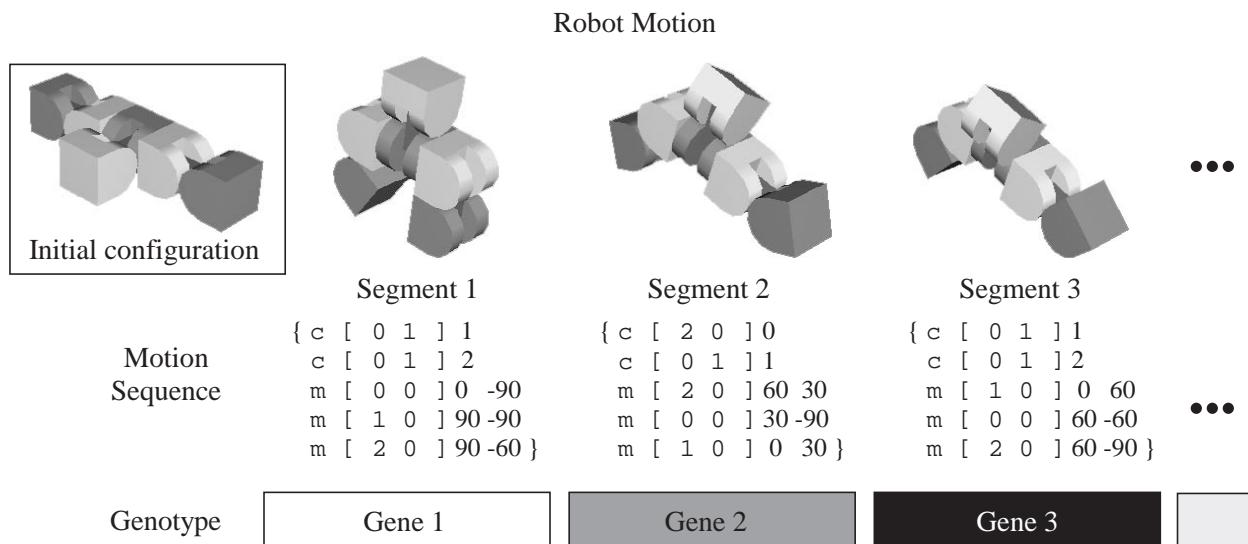 Robot Motion
Initial configuration
Segment 1 Segment 2 Segment 3
Motion
Sequence
{ c [ 0 1 ] 1
c [ 0 1 ] 2
m [ 0 0 ] 0 -90
m [ 1 0 ] 90 -90
m [ 2 0 ] 90 -60 }
{ c [ 2 0 ] 0
c [ 0 1 ] 1
m [ 2 0 ] 60 30
m [ 0 0 ] 30 -90
m [ 1 0 ] 0 30 }
{ c [ 0 1 ] 1
c [ 0 1 ] 2
m [ 1 0 ] 0 60
m [ 0 0 ] 60 -60
m [ 2 0 ] 60 -90 }
Genotype Gene 1 Gene 2 Gene 3